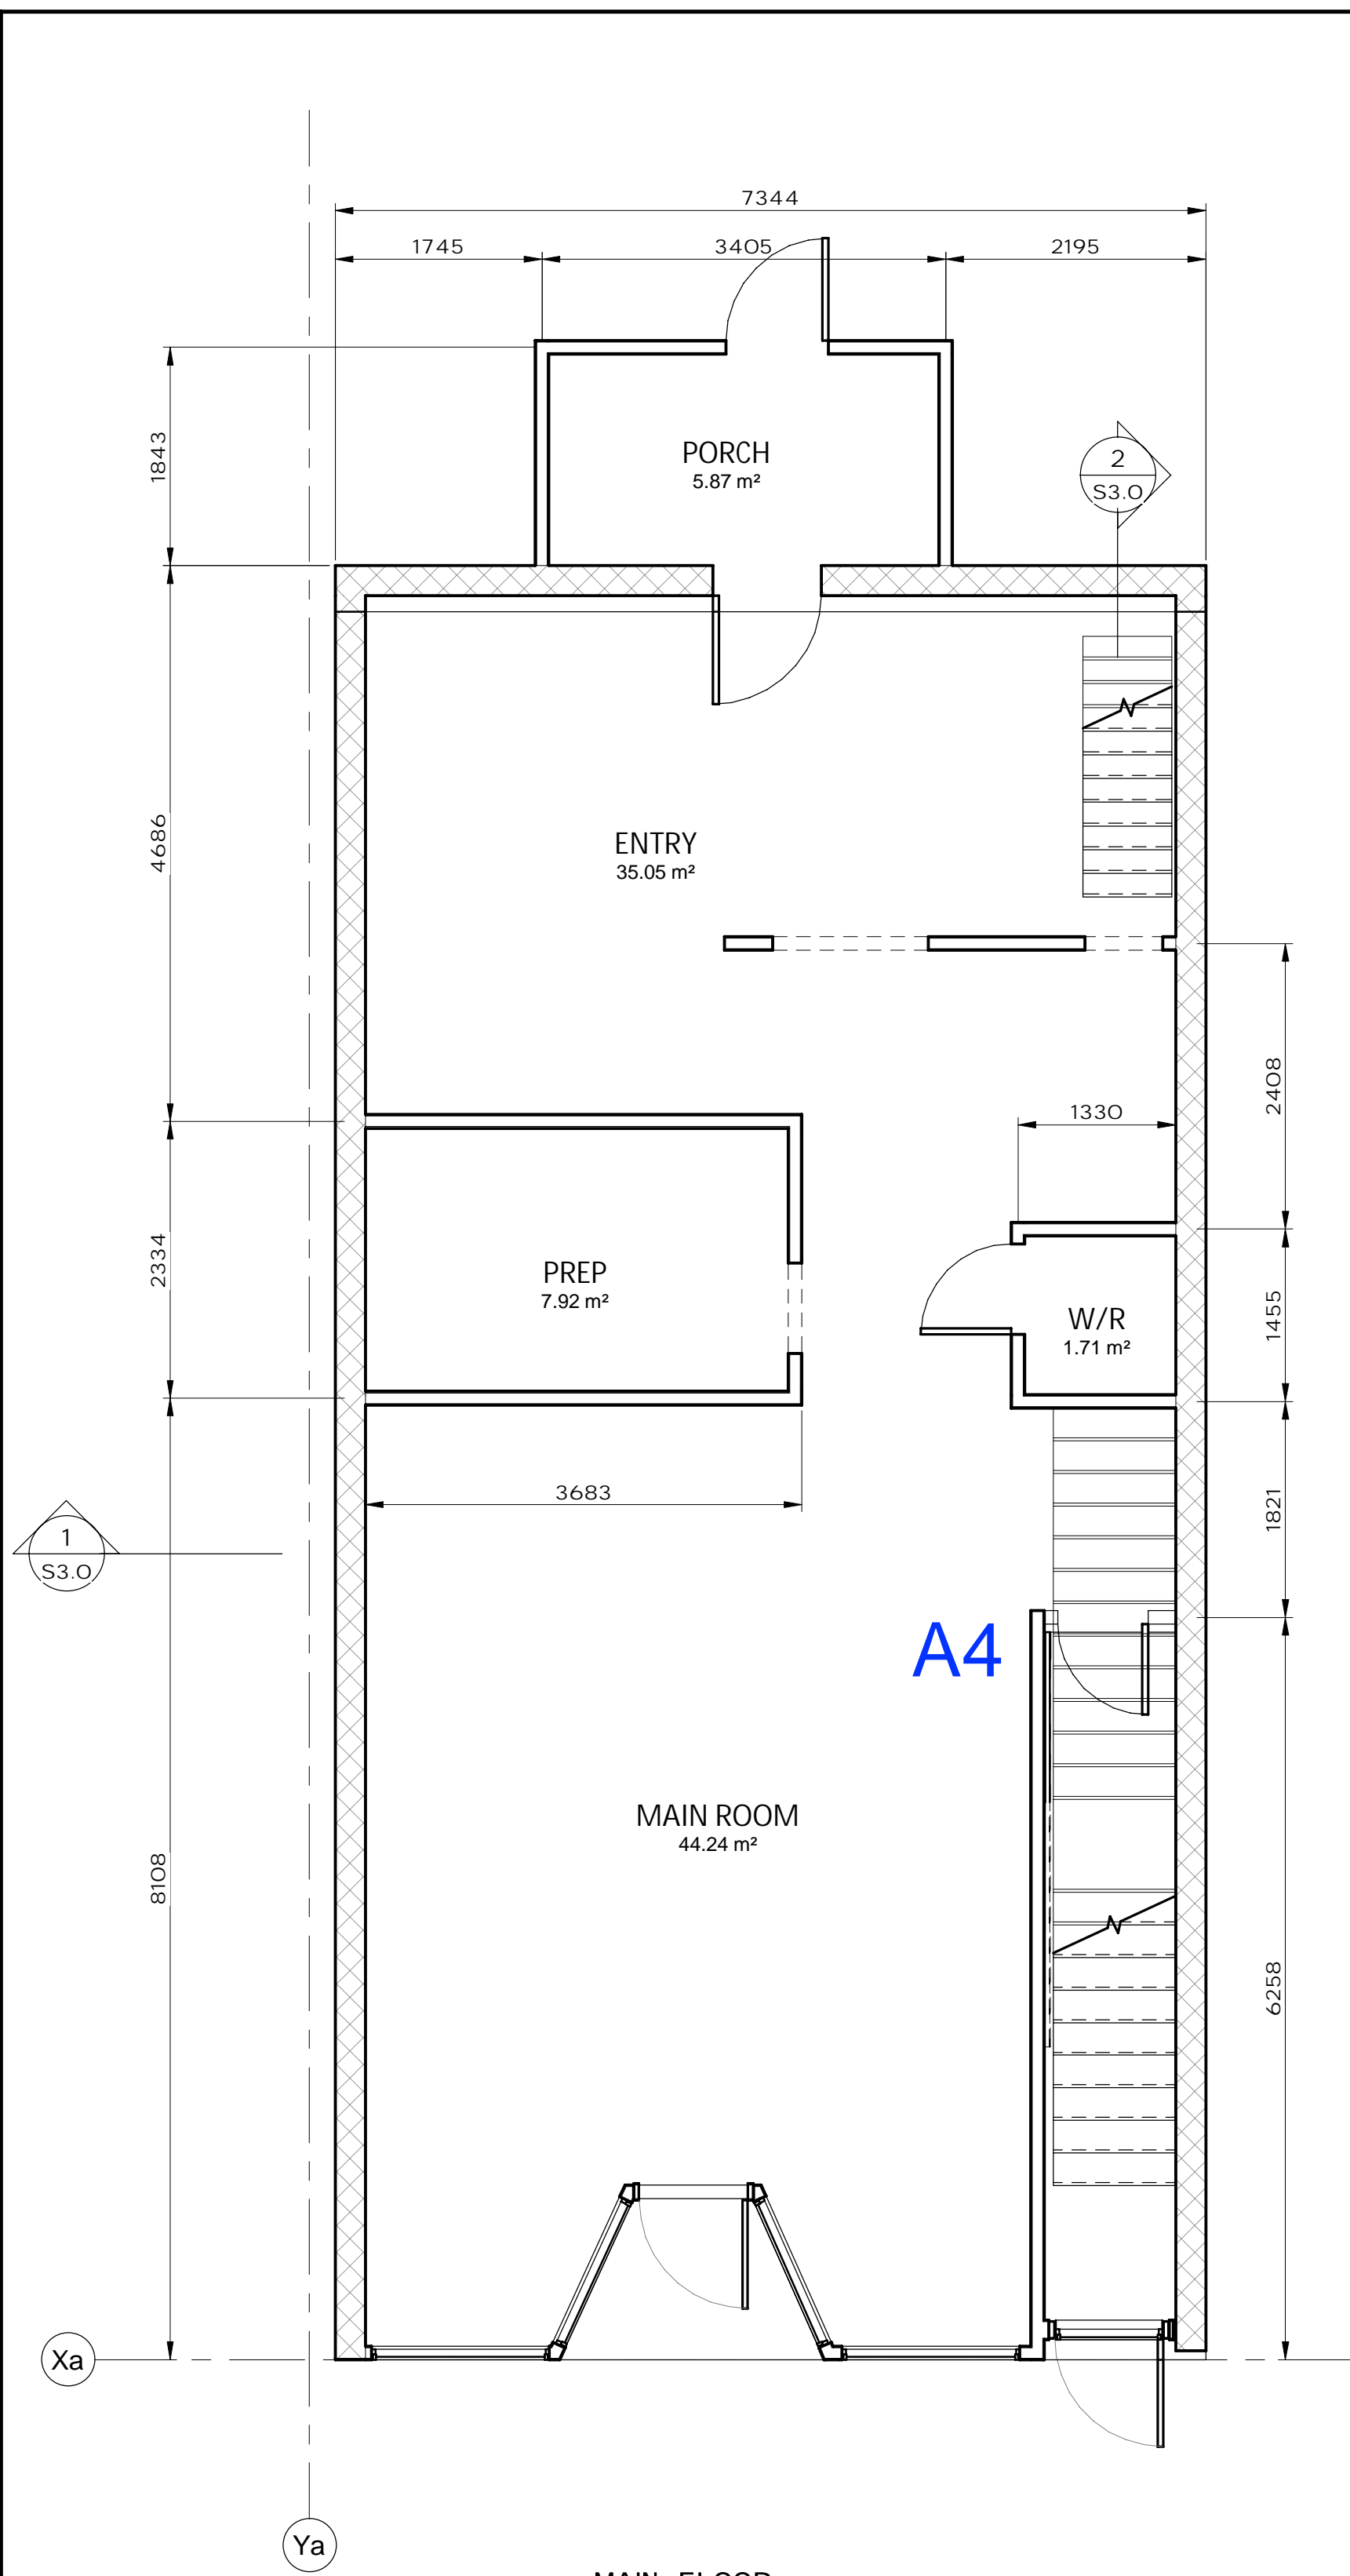 7344
1745
3405
2195
1843
PORCH
5.87 m²
2
S3.0
4686
ENTRY
35.05 m²
2408
1330
2334
PREP
7.92 m²
W/R
1.71 m²
1455
3683
1821
1
S3.0
A4
MAIN ROOM
44.24 m²
8108
6258
Xa
Ya
MAIN FLOOR